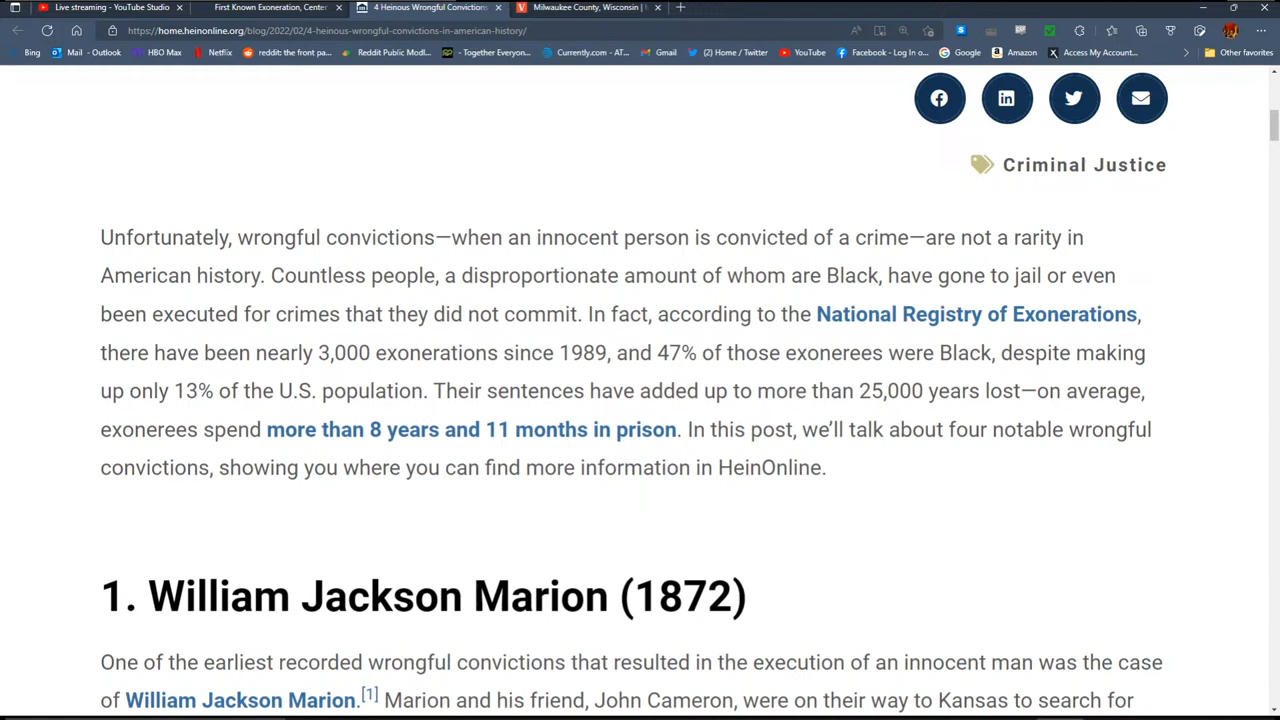 Live streaming - YouTube Studio
First Known Exoneration, Center
4 Heinous Wrongful Convictions
Milwaukee County, Wisconsin |
https://home.heinonline.org/blog/2022/02/4-heinous-wrongful-convictions-in-american-history/
Bing
Mail - Outlook
HBO Max
Netflix
reddit: the front pa...
Reddit Public Modl...
- Together Everyon...
Currently.com - AT...
Gmail
(2) Home / Twitter
YouTube
Facebook - Log In o...
Google
Amazon
Access My Account...
Other favorites
Criminal Justice
Unfortunately, wrongful convictions—when an innocent person is convicted of a crime—are not a rarity in
American history. Countless people, a disproportionate amount of whom are Black, have gone to jail or even
been executed for crimes that they did not commit. In fact, according to the National Registry of Exonerations,
there have been nearly 3,000 exonerations since 1989, and 47% of those exonerees were Black, despite making
up only 13% of the U.S. population. Their sentences have added up to more than 25,000 years lost—on average,
exonerees spend more than 8 years and 11 months in prison. In this post, we'll talk about four notable wrongful
convictions, showing you where you can find more information in HeinOnline.
1. William Jackson Marion (1872)
One of the earliest recorded wrongful convictions that resulted in the execution of an innocent man was the case
of William Jackson Marion.[1] Marion and his friend, John Cameron, were on their way to Kansas to search for